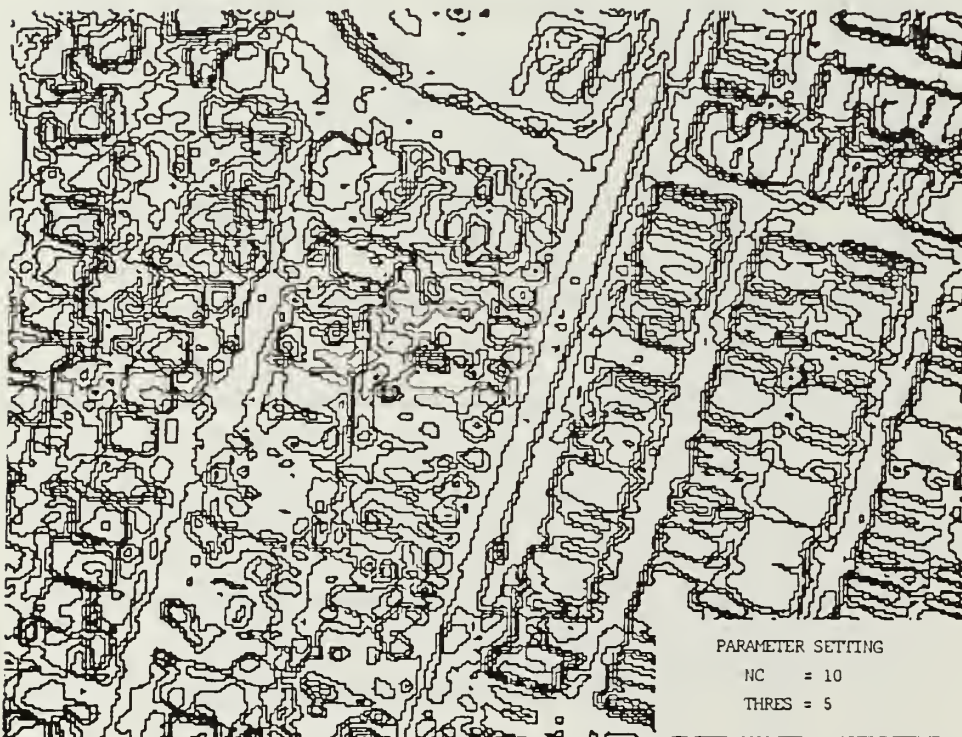 PARAMETER SETTING
NC = 10
THRES = 5